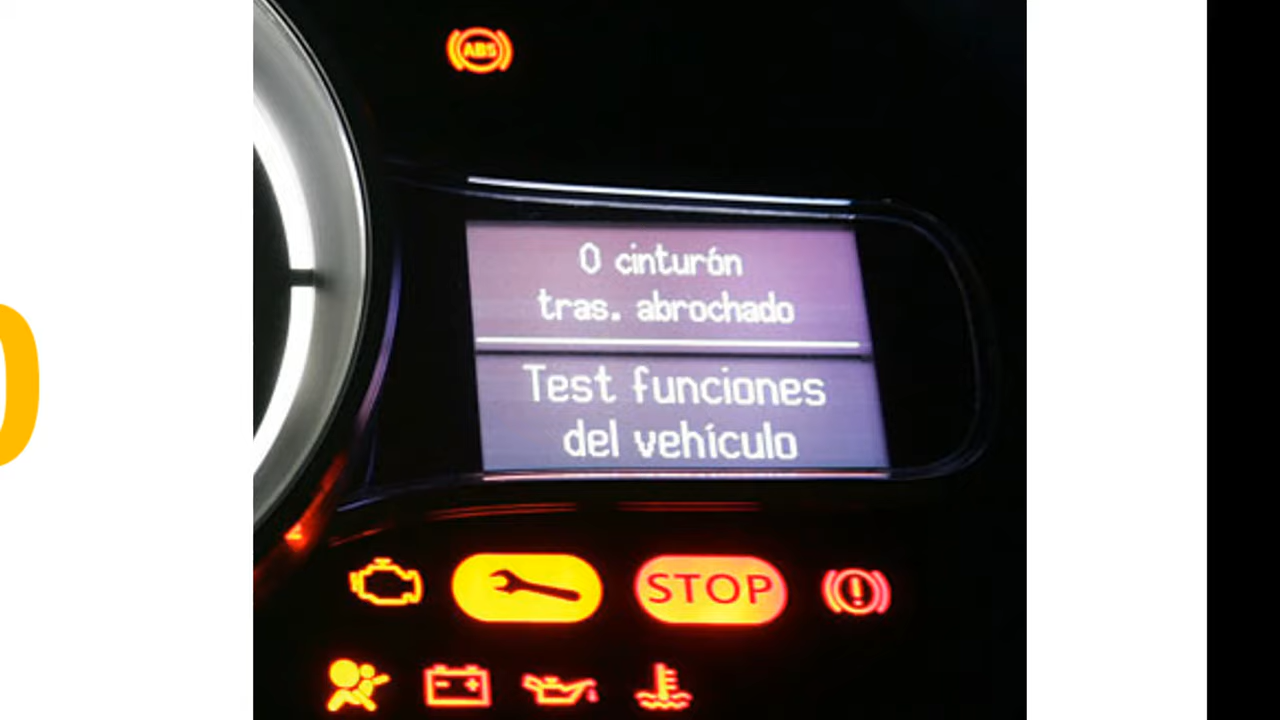 ABS
0 cinturón
tras. abrochado
Test funciones
del vehículo
STOP